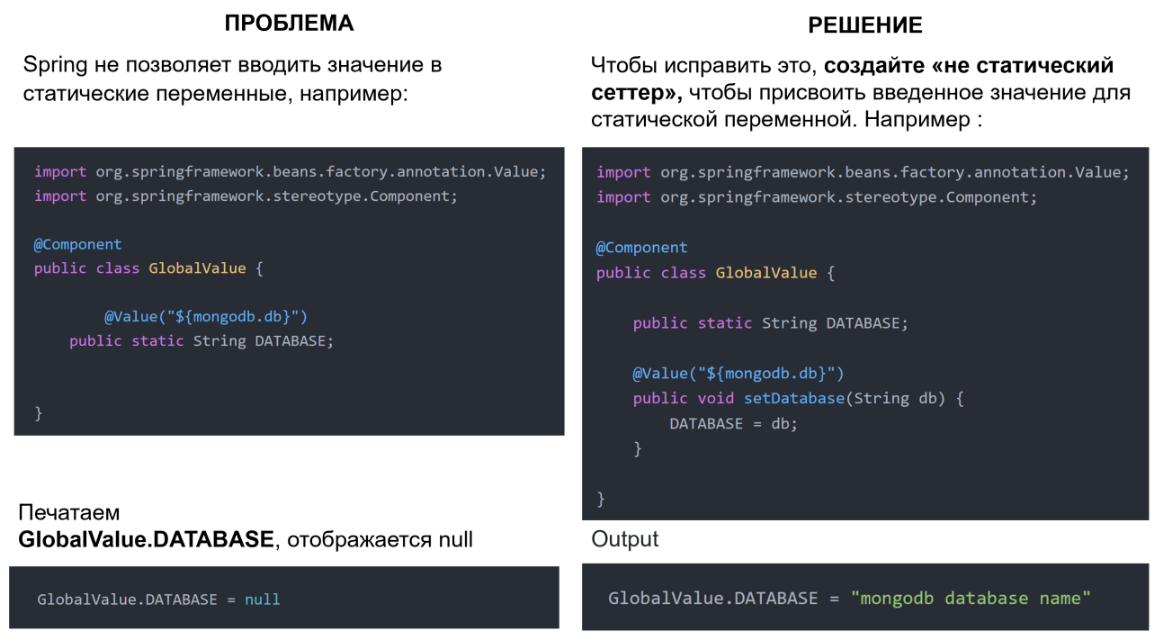 ПРОБЛЕМА
Spring не позволяет вводить значение в
статические переменные, например:
import org.springframework.beans.factory.annotation.Value;
import org.springframework.stereotype.Component;
@Component
public class GlobalValue {
@Value("${mongodb.db}")
public static String DATABASE;
}
Печатаем
GlobalValue.DATABASE, отображается null
GlobalValue.DATABASE = null
РЕШЕНИЕ
Чтобы исправить это, создайте «не статический
сеттер», чтобы присвоить введенное значение для
статической переменной. Например :
import org.springframework.beans.factory.annotation.Value;
import org.springframework.stereotype.Component;
@Component
public class GlobalValue {
public static String DATABASE;
@Value("${mongodb.db}")
public void setDatabase(String db) {
DATABASE = db;
}
}
Output
GlobalValue.DATABASE = "mongodb database name"